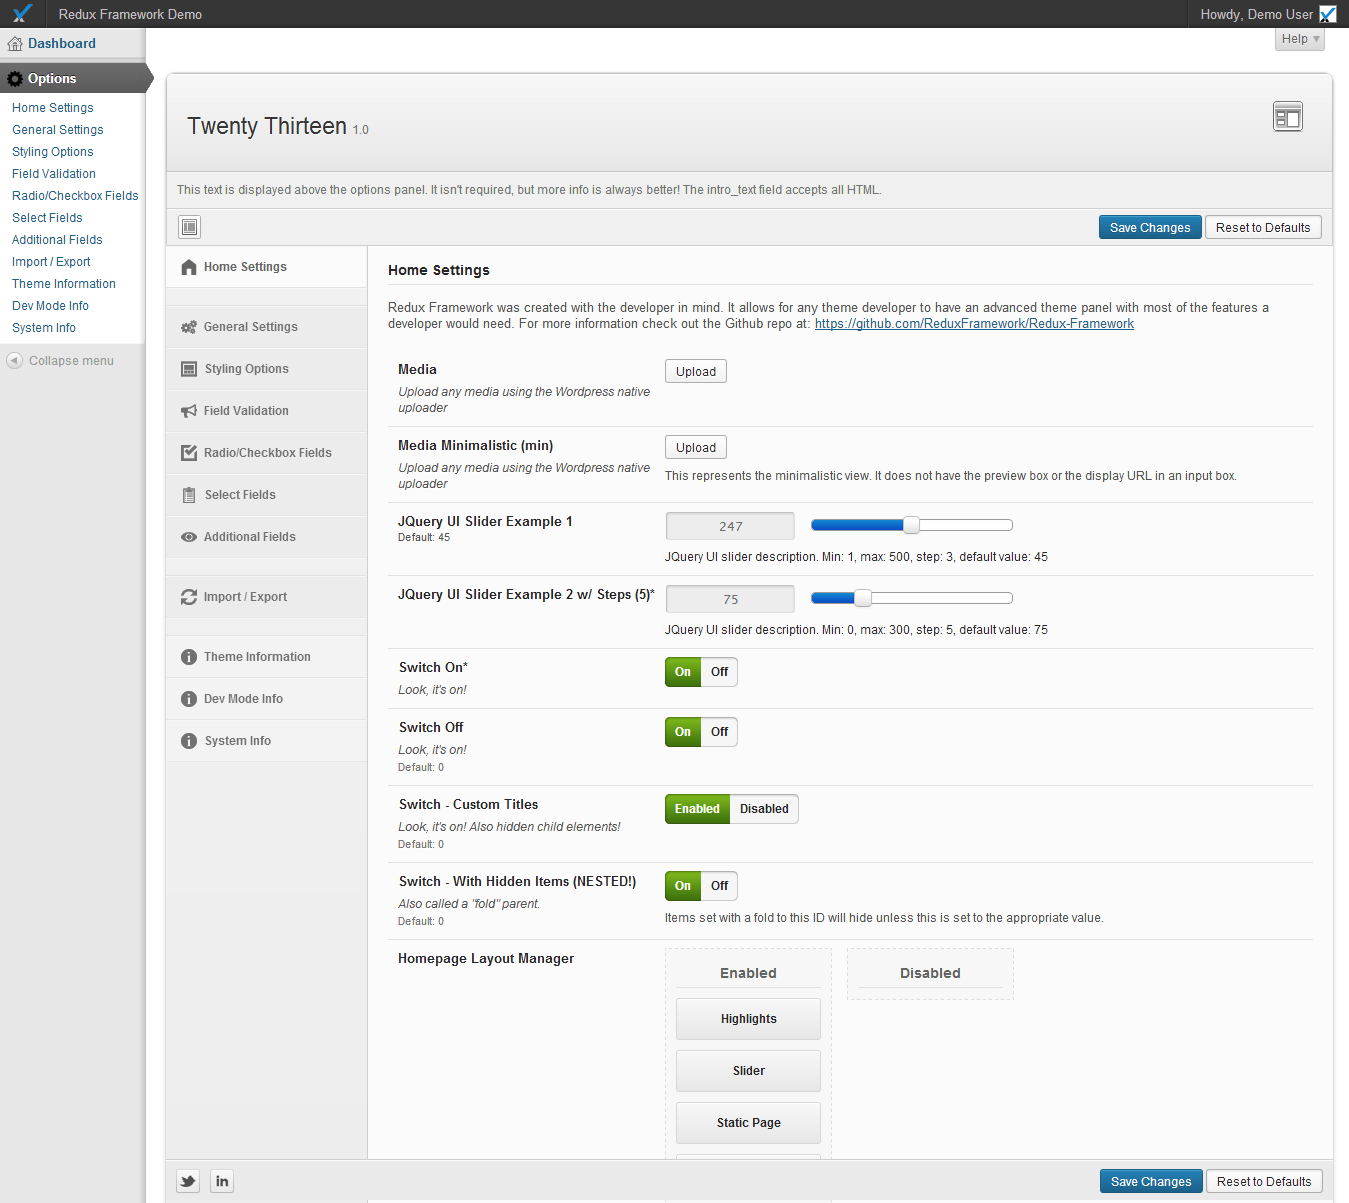 Redux Framework Demo
Howdy, Demo User
Help
Dashboard
Options
Home Settings
General Settings
Styling Options
Field Validation
Radio/Checkbox Fields
Select Fields
Additional Fields
Import / Export
Theme Information
Dev Mode Info
System Info
Collapse menu
Twenty Thirteen 1.0
This text is displayed above the options panel. It isn't required, but more info is always better! The intro_text field accepts all HTML.
Save Changes
Reset to Defaults
Home Settings
General Settings
Styling Options
Field Validation
Radio/Checkbox Fields
Select Fields
Additional Fields
Import / Export
Theme Information
Dev Mode Info
System Info
Home Settings
Redux Framework was created with the developer in mind. It allows for any theme developer to have an advanced theme panel with most of the features a
developer would need. For more information check out the Github repo at: https://github.com/ReduxFramework/Redux-Framework
Media
Upload any media using the Wordpress native
uploader
Upload
Media Minimalistic (min)
Upload any media using the Wordpress native
uploader
Upload
This represents the minimalistic view. It does not have the preview box or the display URL in an input box.
JQuery UI Slider Example 1
Default: 45
247
JQuery UI slider description. Min: 1, max: 500, step: 3, default value: 45
JQuery UI Slider Example 2 w/ Steps (5)*
75
JQuery UI slider description. Min: 0, max: 300, step: 5, default value: 75
Switch On*
Look, it's on!
On Off
Switch Off
Look, it's on!
Default: 0
On Off
Switch - Custom Titles
Look, it's on! Also hidden child elements!
Default: 0
Enabled Disabled
Switch - With Hidden Items (NESTED!)
Also called a "fold" parent.
Default: 0
On Off
Items set with a fold to this ID will hide unless this is set to the appropriate value.
Homepage Layout Manager
Enabled
Highlights
Slider
Static Page
Disabled
in
Save Changes
Reset to Defaults